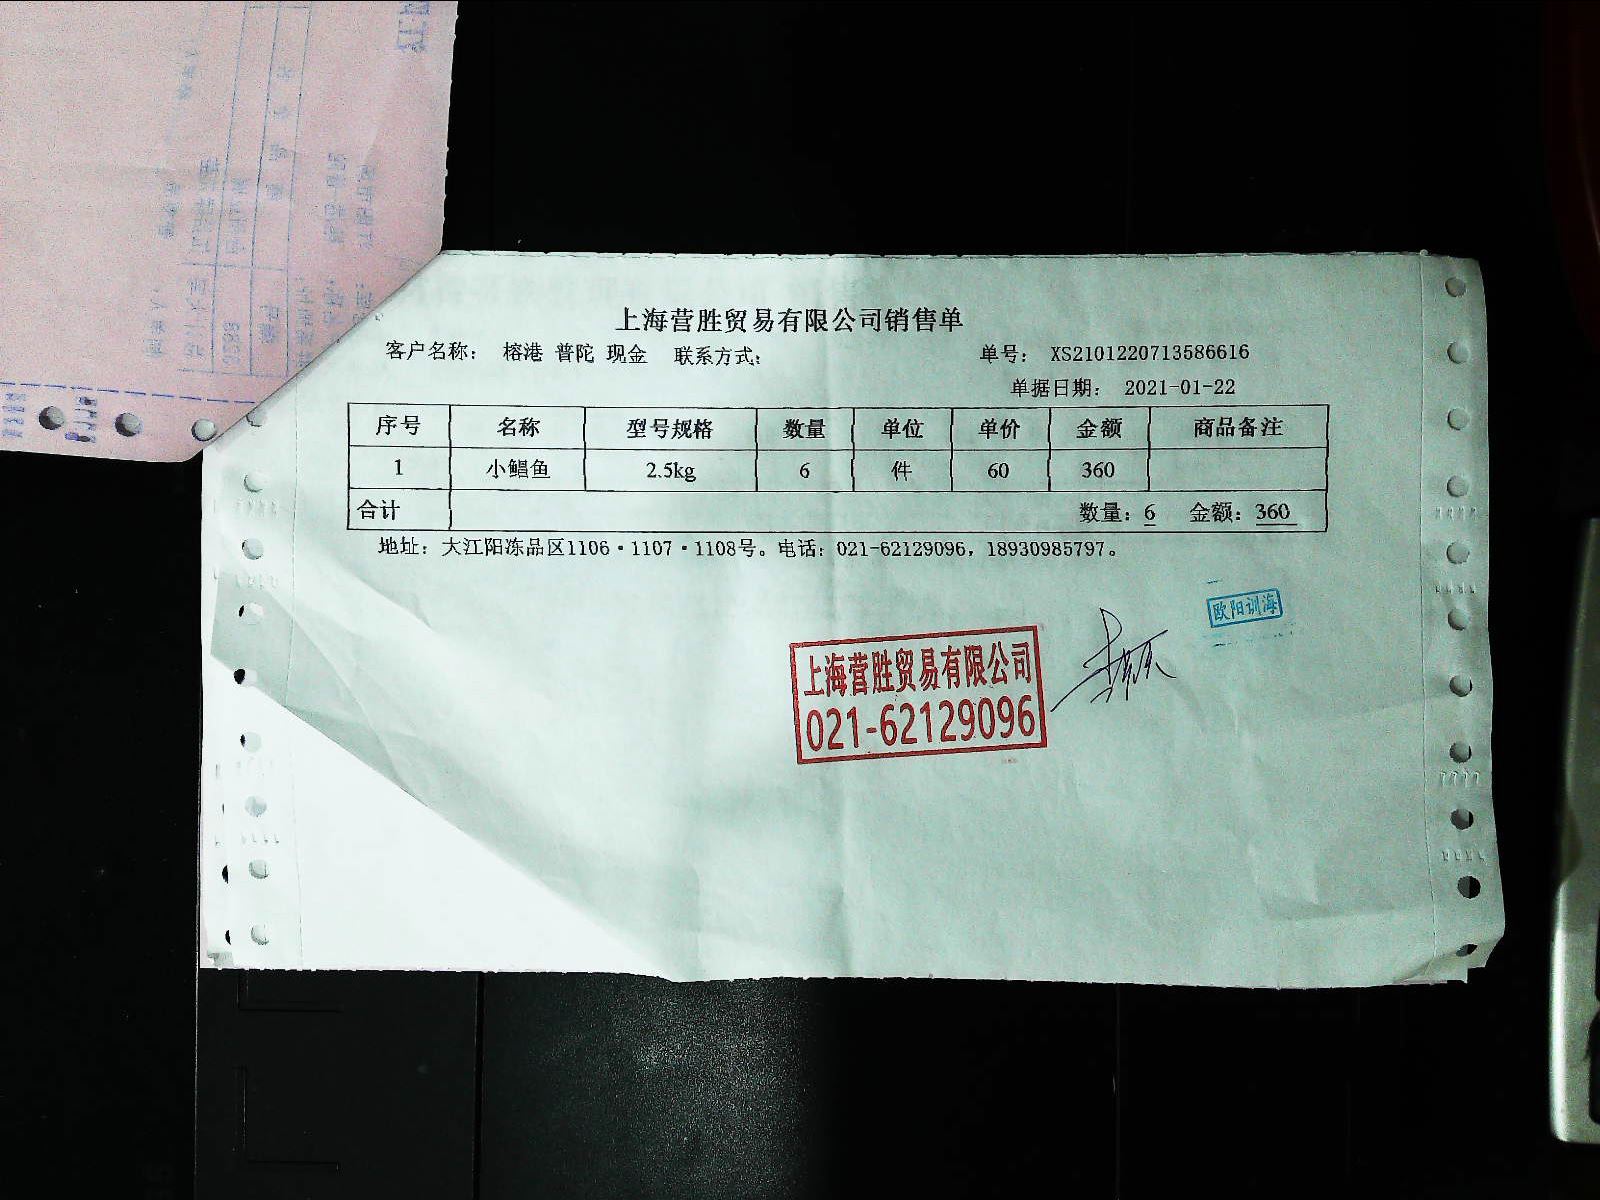 上海营胜贸易有限公司销售单
客户名称： 榕港 普陀 现金 联系方式： 单号： XS2101220713586616
单据日期： 2021-01-22
序号 名称 型号规格 数量 单位 单价 金额 商品备注
1 小鲳鱼 2.5kg 6 件 60 360
合计 数量：6 金额：360
地址：大江阳冻品区1106·1107·1108号。电话：021-62129096，18930985797。
欧阳训海
上海营胜贸易有限公司
021-62129096